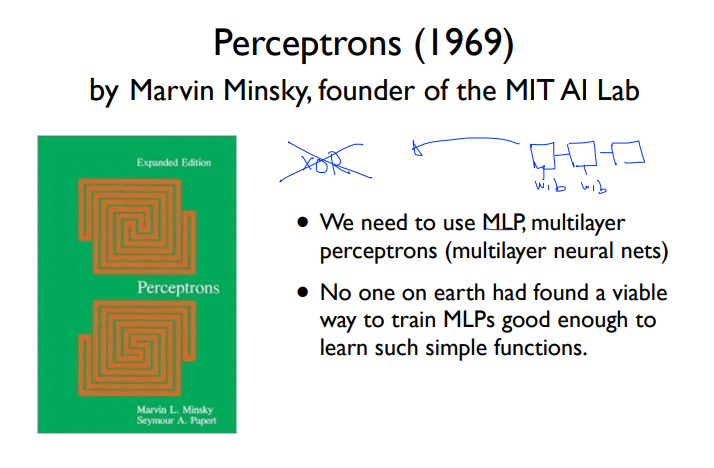 Perceptrons (1969)
by Marvin Minsky, founder of the MIT AI Lab
Expanded Edition
Perceptrons
Marvin L. Minsky
Seymour A. Papert
XOR
w,b w,b
• We need to use MLP, multilayer
perceptrons (multilayer neural nets)
• No one on earth had found a viable
way to train MLPs good enough to
learn such simple functions.